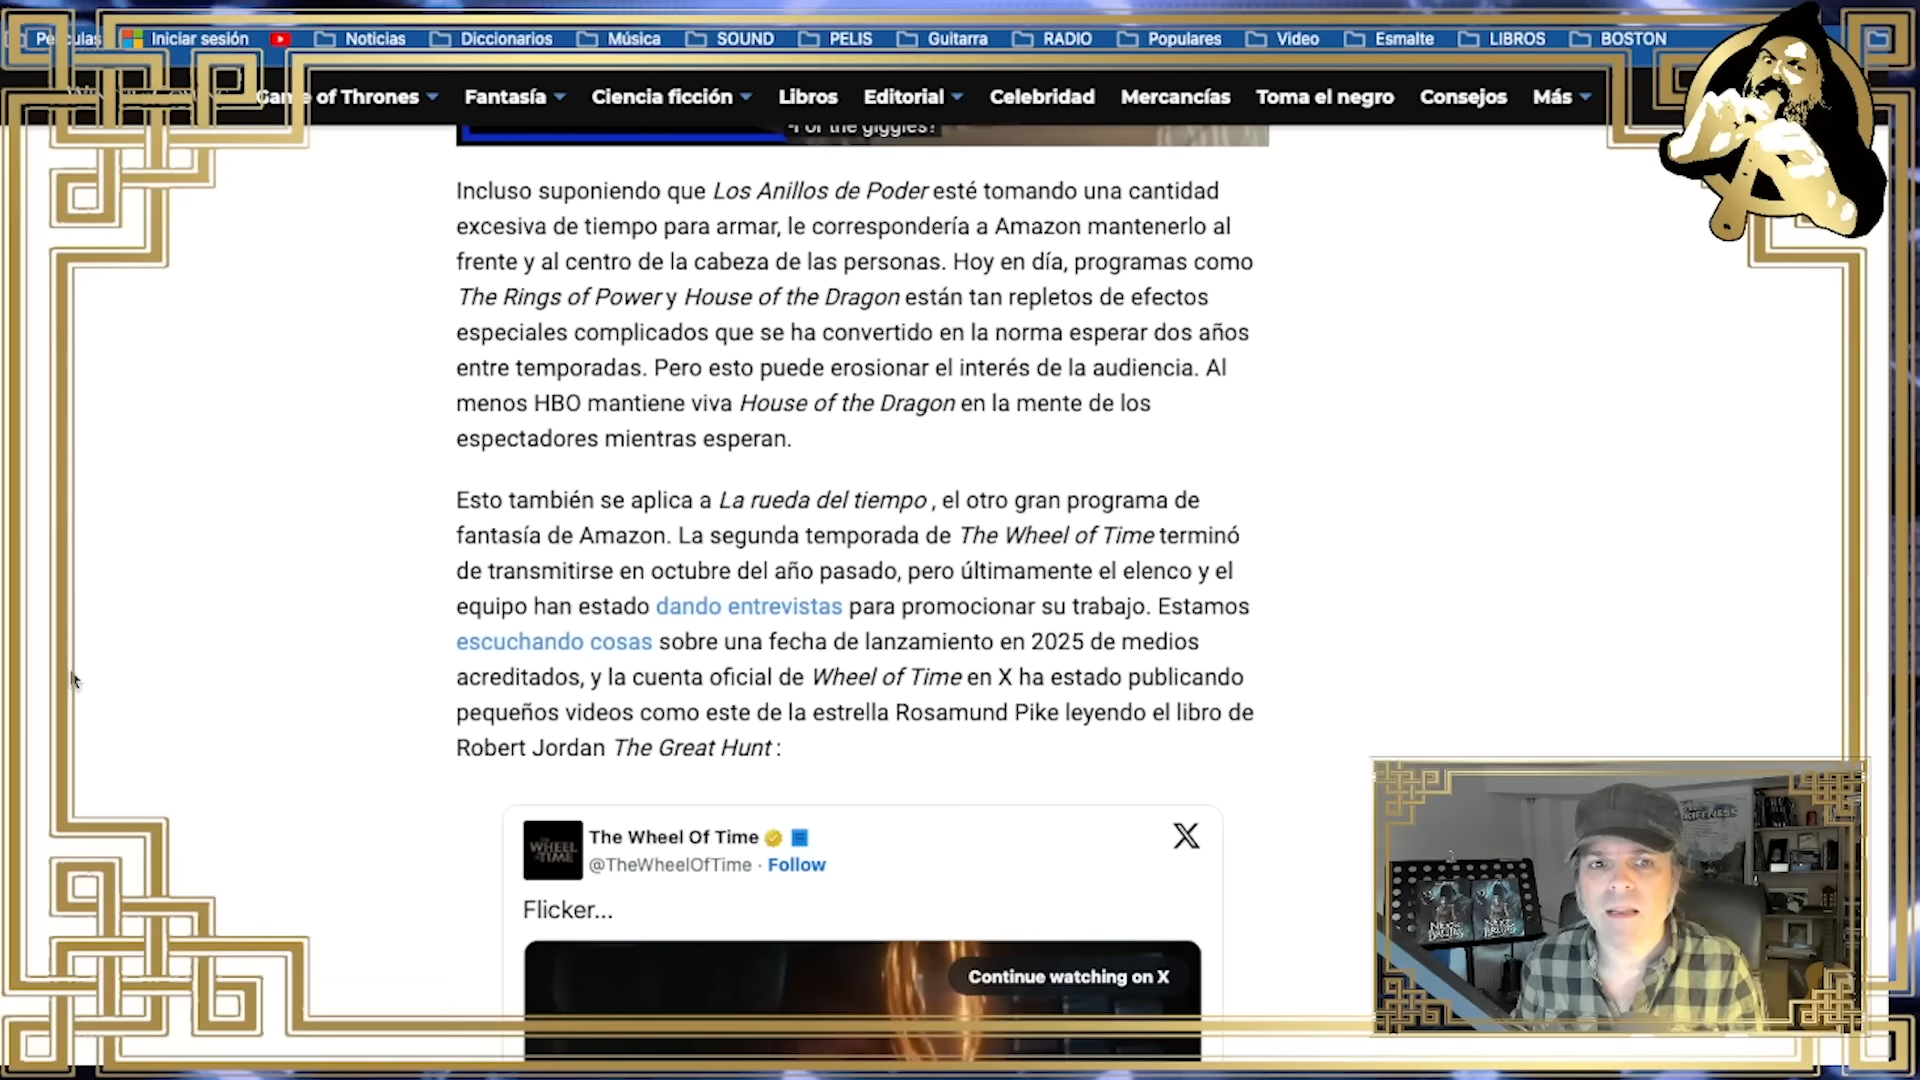 Películas Iniciar sesión Noticias Diccionarios Música SOUND PELIS Guitarra RADIO Populares Video Esmalte LIBROS BOSTON
Game of Thrones Fantasía Ciencia ficción Libros Editorial Celebridad Mercancías Toma el negro Consejos Más
For the giggles?
Incluso suponiendo que Los Anillos de Poder esté tomando una cantidad
excesiva de tiempo para armar, le correspondería a Amazon mantenerlo al
frente y al centro de la cabeza de las personas. Hoy en día, programas como
The Rings of Power y House of the Dragon están tan repletos de efectos
especiales complicados que se ha convertido en la norma esperar dos años
entre temporadas. Pero esto puede erosionar el interés de la audiencia. Al
menos HBO mantiene viva House of the Dragon en la mente de los
espectadores mientras esperan.
Esto también se aplica a La rueda del tiempo , el otro gran programa de
fantasía de Amazon. La segunda temporada de The Wheel of Time terminó
de transmitirse en octubre del año pasado, pero últimamente el elenco y el
equipo han estado dando entrevistas para promocionar su trabajo. Estamos
escuchando cosas sobre una fecha de lanzamiento en 2025 de medios
acreditados, y la cuenta oficial de Wheel of Time en X ha estado publicando
pequeños videos como este de la estrella Rosamund Pike leyendo el libro de
Robert Jordan The Great Hunt :
THE WHEEL OF TIME
The Wheel Of Time
@TheWheelOfTime · Follow
Flicker...
Continue watching on X